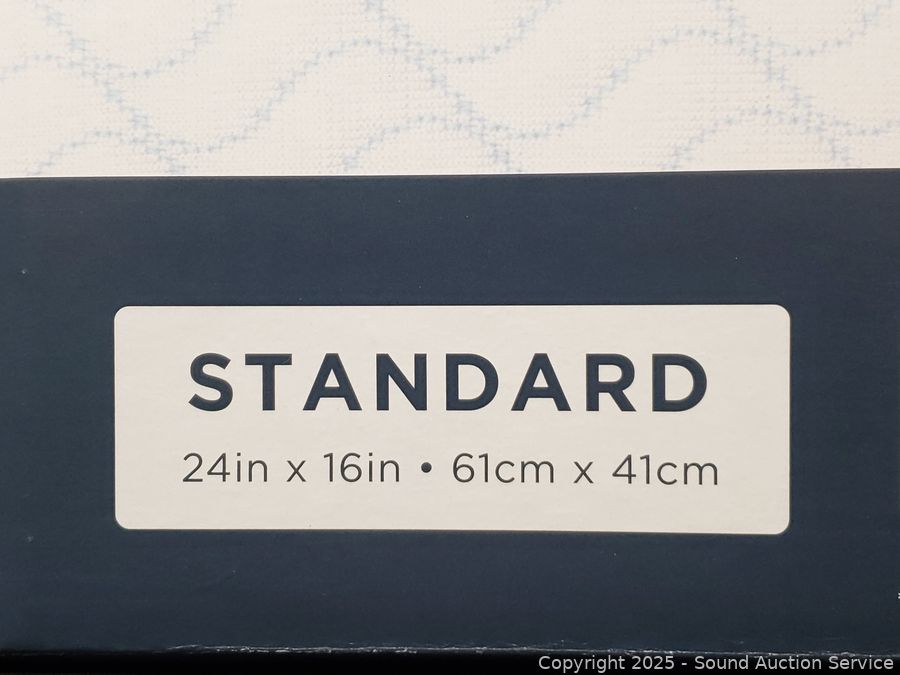 STANDARD
24in x 16in • 61cm x 41cm
Copyright 2025 - Sound Auction Service